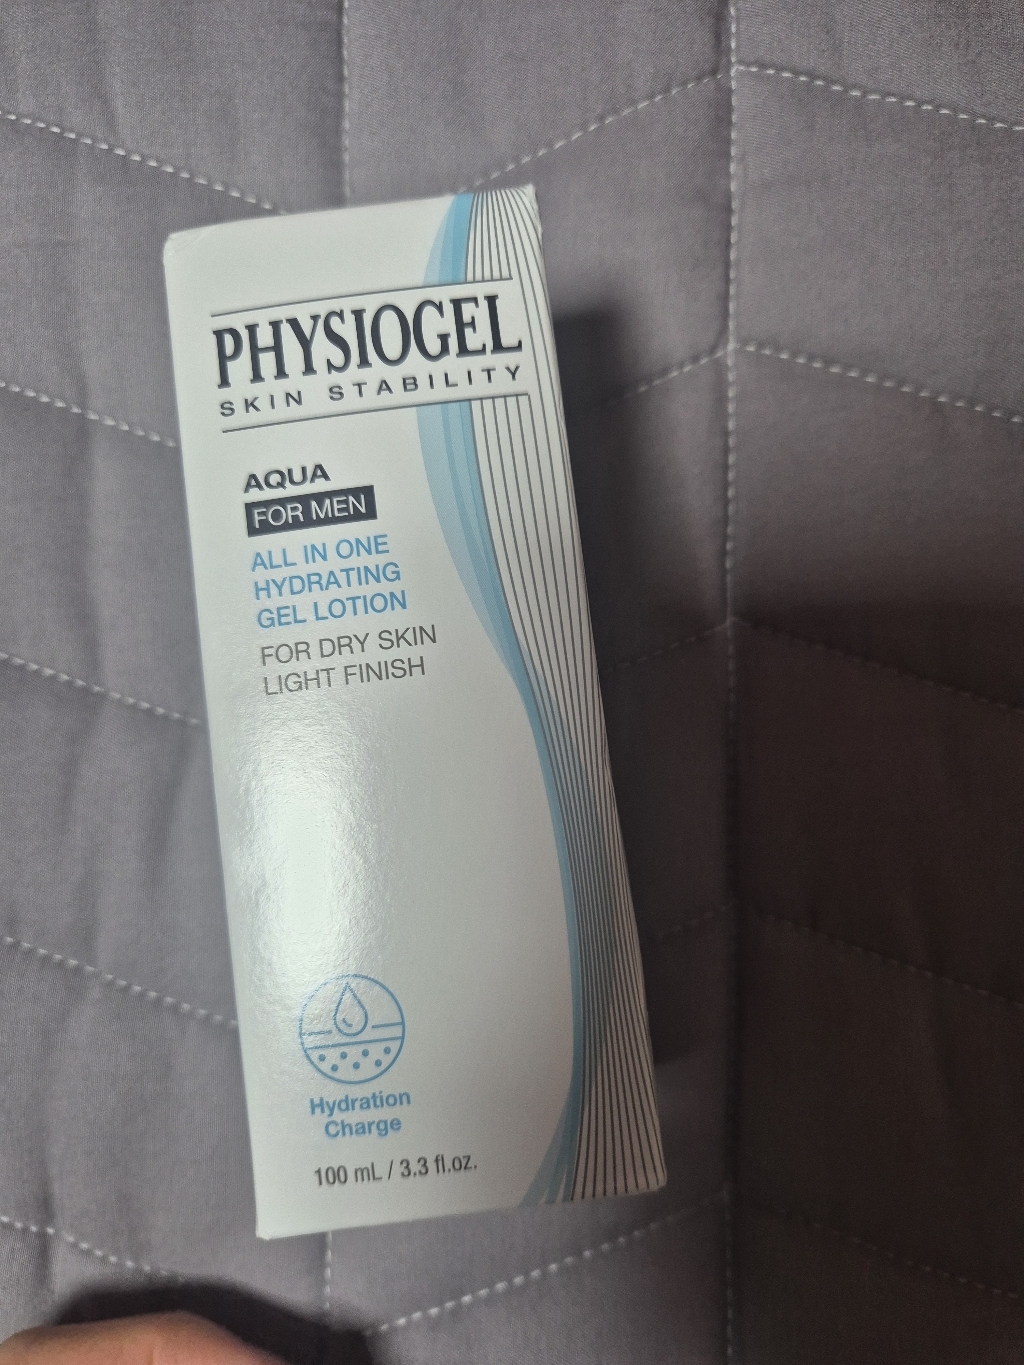 PHYSIOGEL
SKIN STABILITY
AQUA
FOR MEN
ALL IN ONE
HYDRATING
GEL LOTION
FOR DRY SKIN
LIGHT FINISH
Hydration
Charge
100 mL / 3.3 fl.oz.